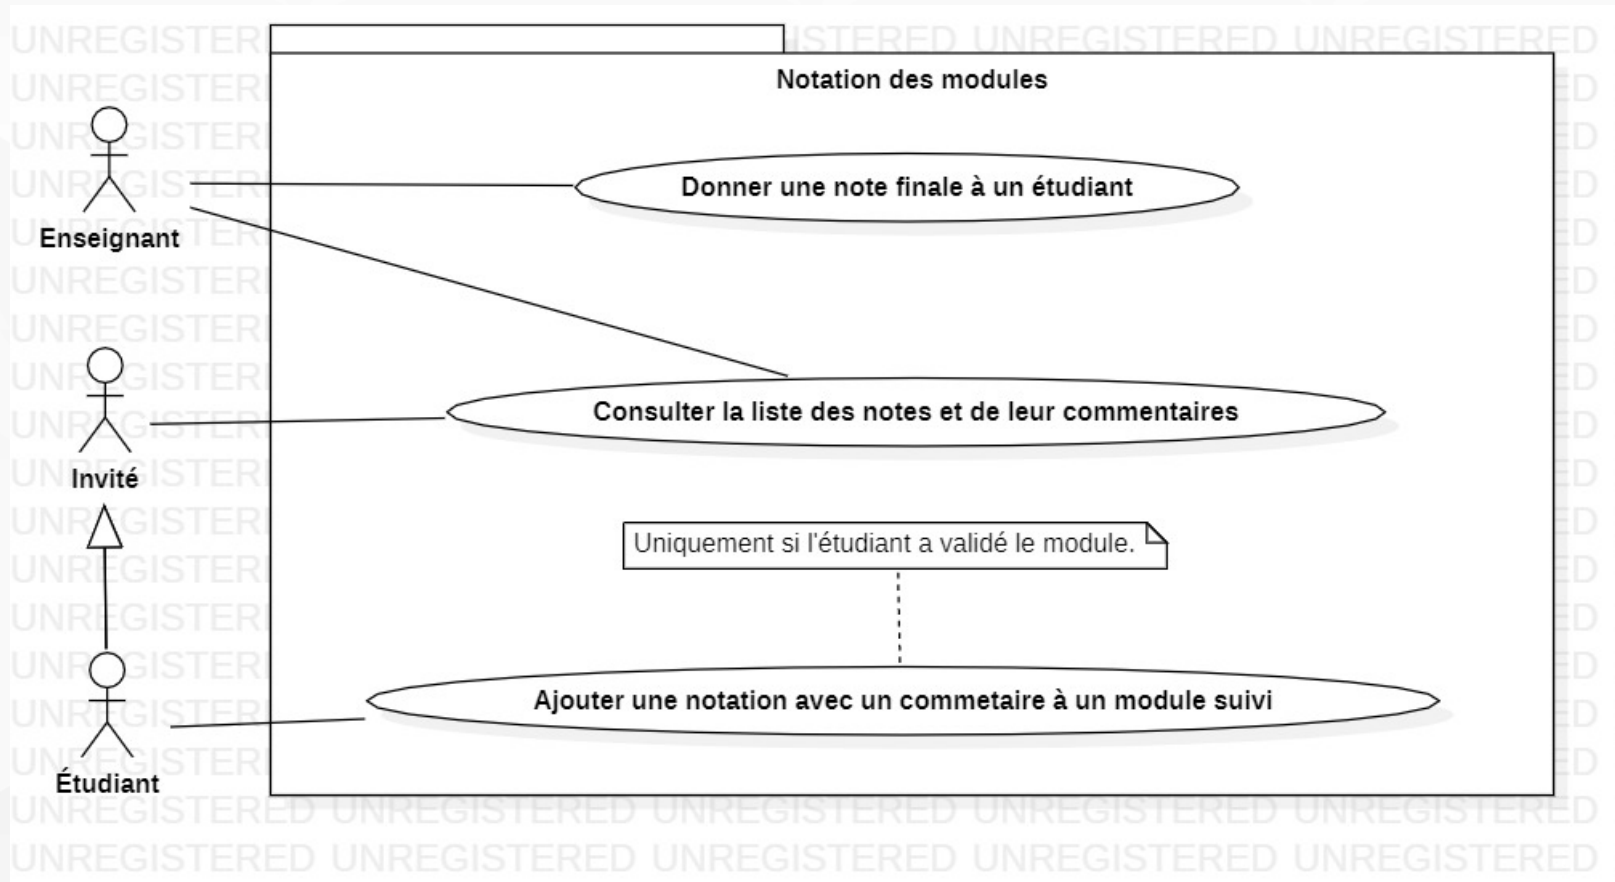 Notation des modules
Donner une note finale à un étudiant
Enseignant
Consulter la liste des notes et de leur commentaires
Invité
Uniquement si l'étudiant a validé le module.
Ajouter une notation avec un commetaire à un module suivi
Étudiant
UNREGISTERED UNREGISTERED UNREGISTERED UNREGISTERED UNREGISTERED